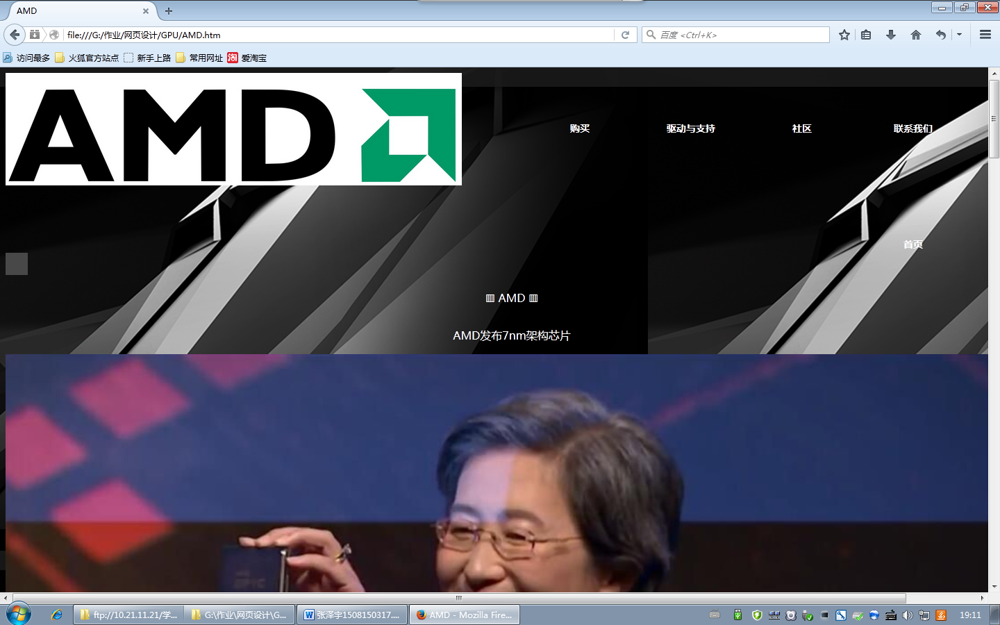 AMD
file:///G:/作业/网页设计/GPU/AMD.htm
百度 <Ctrl+K>
访问最多 火狐官方站点 新手上路 常用网址 淘 爱淘宝
AMD
购买 驱动与支持 社区 联系我们
首页
AMD
AMD发布7nm架构芯片
ftp://10.21.11.21/学... G:\作业\网页设计\G... 张泽宇1508150317.... AMD - Mozilla Fire... 19:11